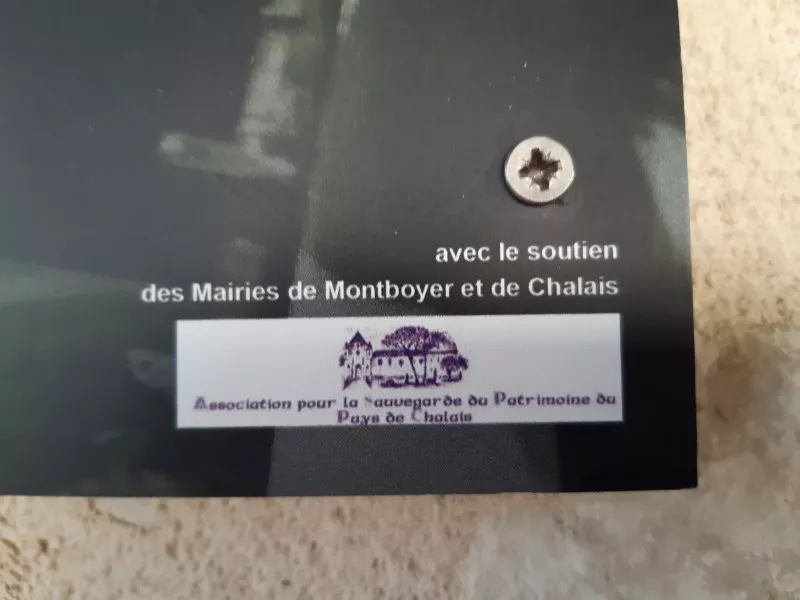 avec le soutien
des Mairies de Montboyer et de Chalais
Association pour la Sauvegarde du Patrimoine du
Pays de Chalais